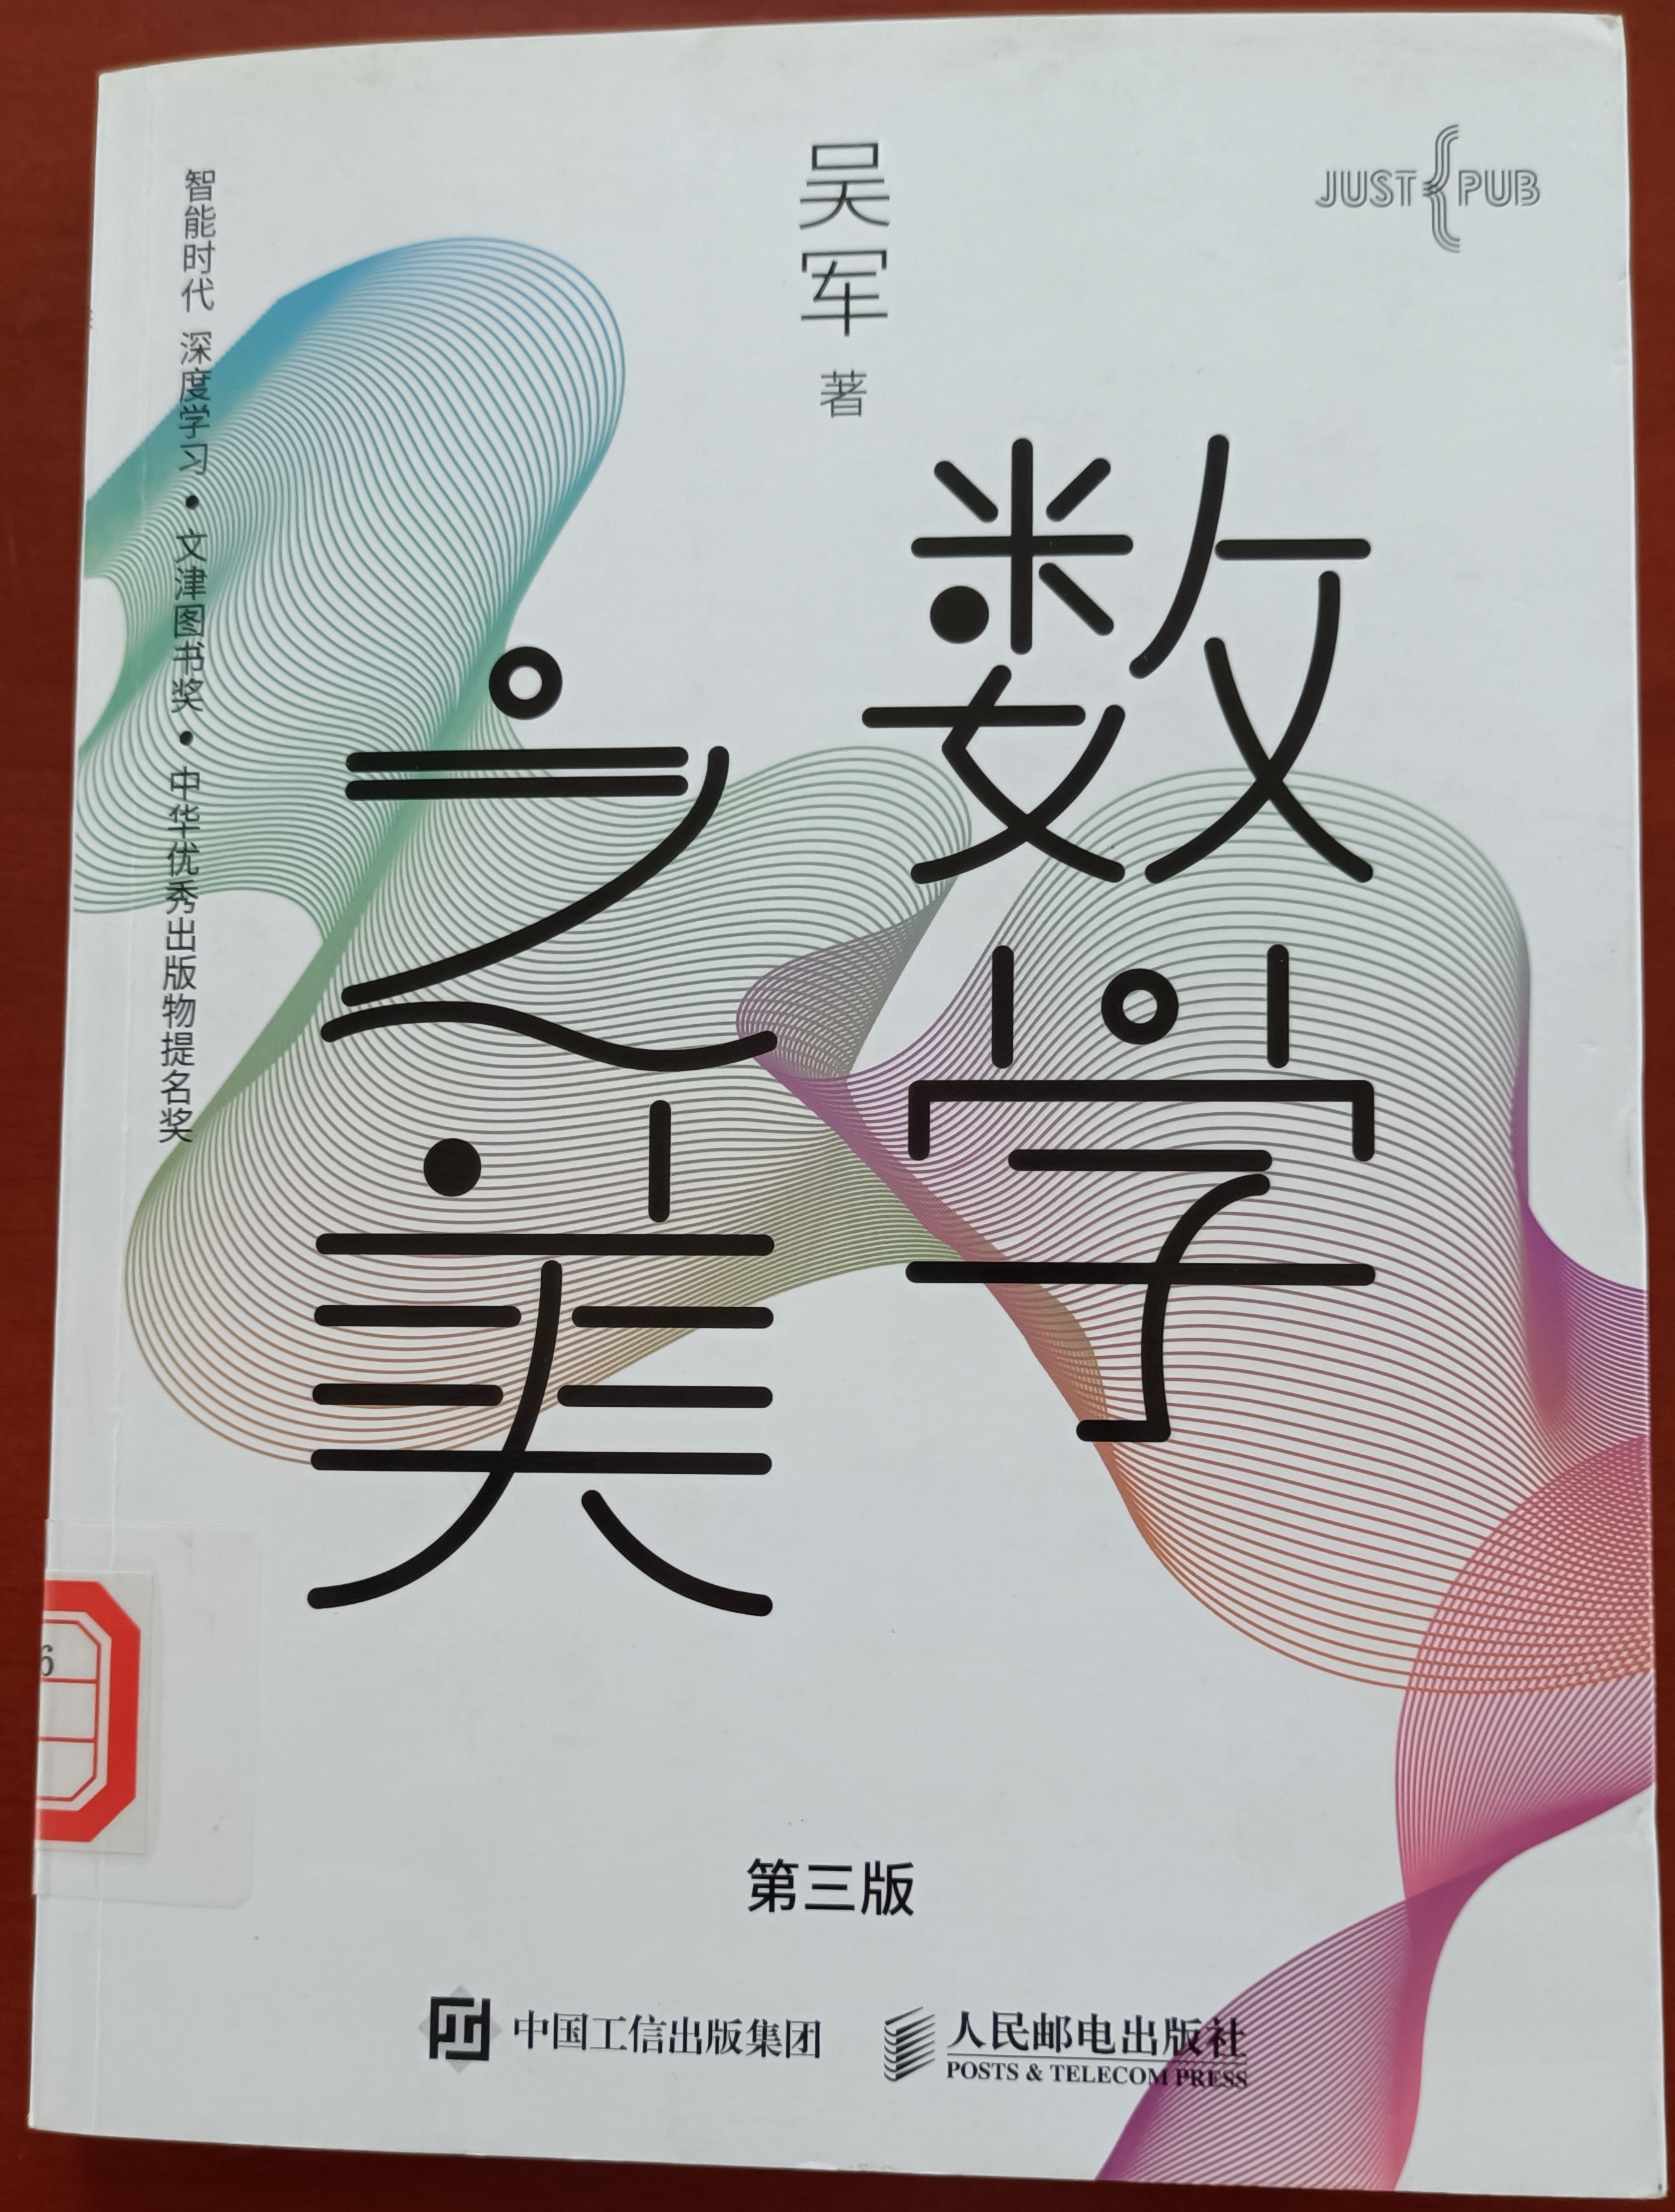 JUST PUB
吴军 著
数学
之美
智能时代 深度学习•文津图书奖•中华优秀出版物提名奖
6
第三版
中国工信出版集团
人民邮电出版社
POSTS & TELECOM PRESS